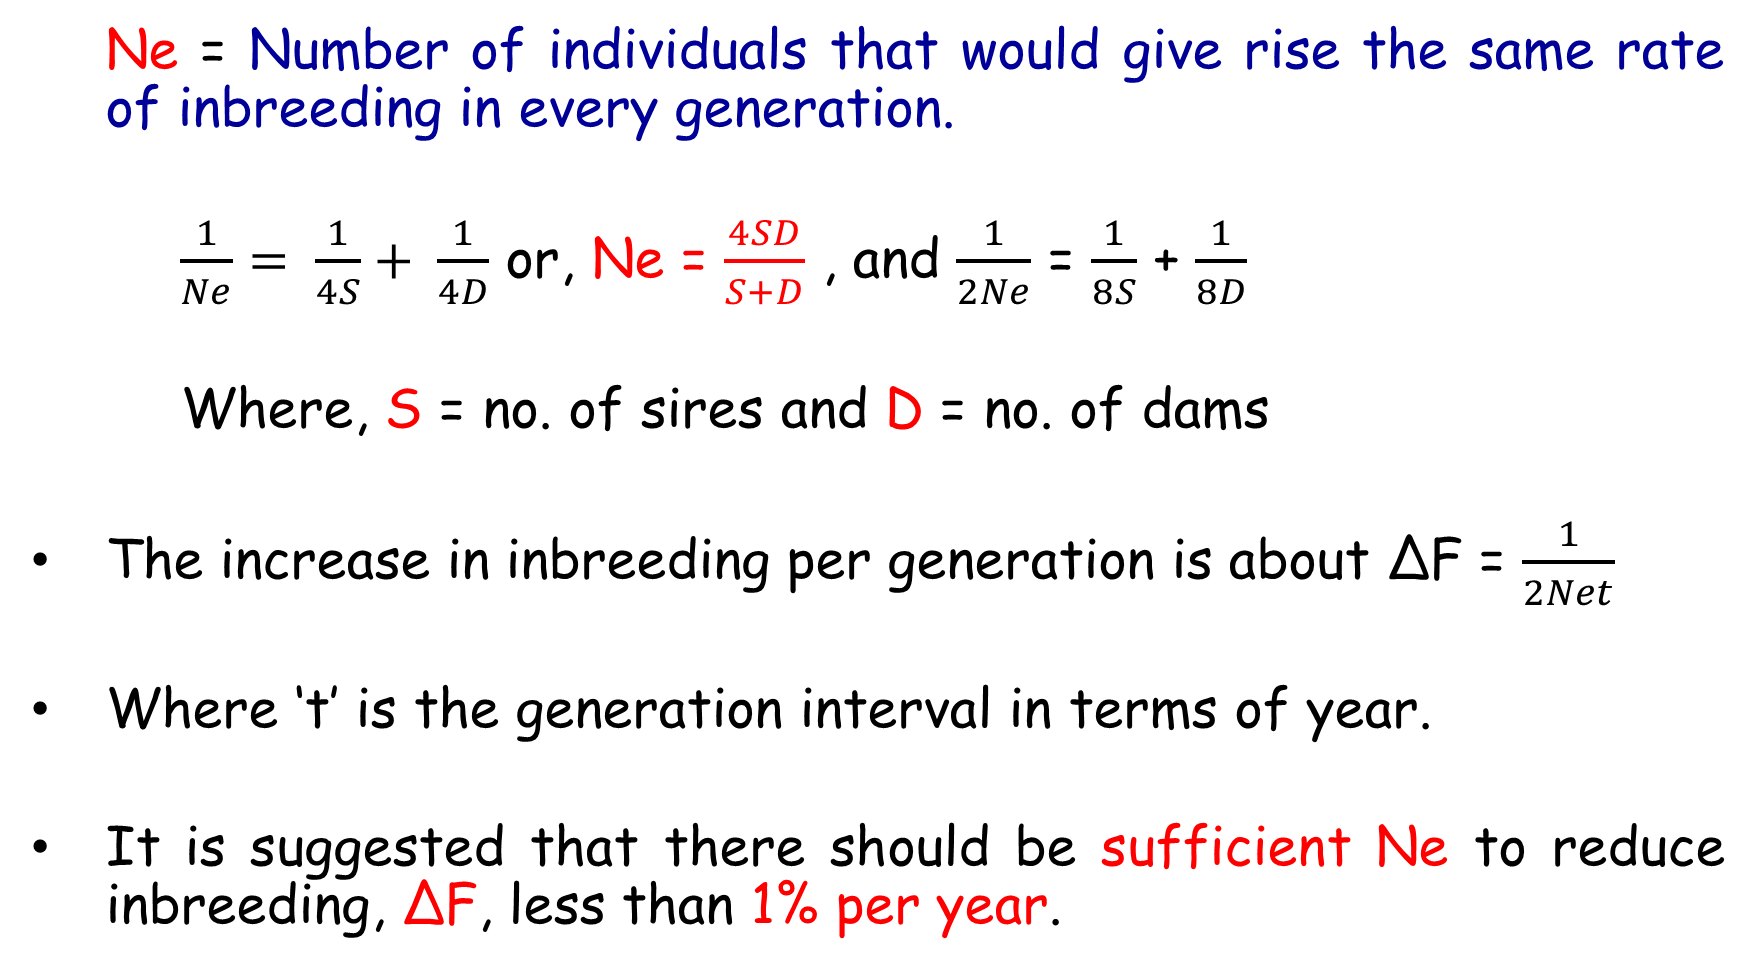 Ne = Number of individuals that would give rise the same rate
of inbreeding in every generation.
1/Ne = 1/4S + 1/4D or, Ne = 4SD/S+D , and 1/2Ne = 1/8S + 1/8D
Where, S = no. of sires and D = no. of dams
• The increase in inbreeding per generation is about ΔF = 1/2Net
• Where ‘t’ is the generation interval in terms of year.
• It is suggested that there should be sufficient Ne to reduce
inbreeding, ΔF, less than 1% per year.